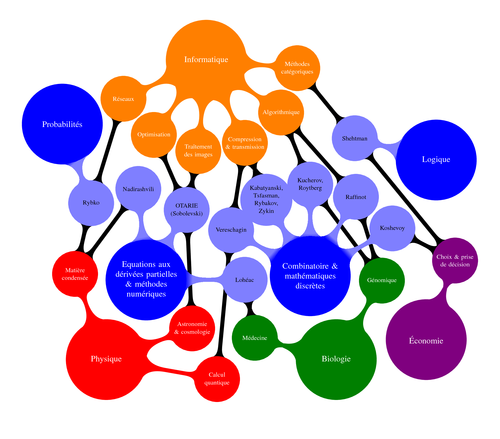 Informatique
Méthodes
catégoriques
Réseaux
Algorithmique
Probabilités
Optimisation
Traitement
des images
Compression
& transmission
Shehtman
Logique
Nadirashvili
Kabatyanski,
Tsfasman,
Rybakov,
Zykin
Kucherov,
Roytberg
Raffinot
Rybko
OTARIE
(Sobolevski)
Vereschagin
Koshevoy
Matière
condensée
Equations aux
dérivées partielles
& méthodes
numériques
Lohéac
Combinatoire &
mathématiques
discrètes
Génomique
Choix & prise
de décision
Astronomie
& cosmologie
Médecine
Économie
Physique
Biologie
Calcul
quantique